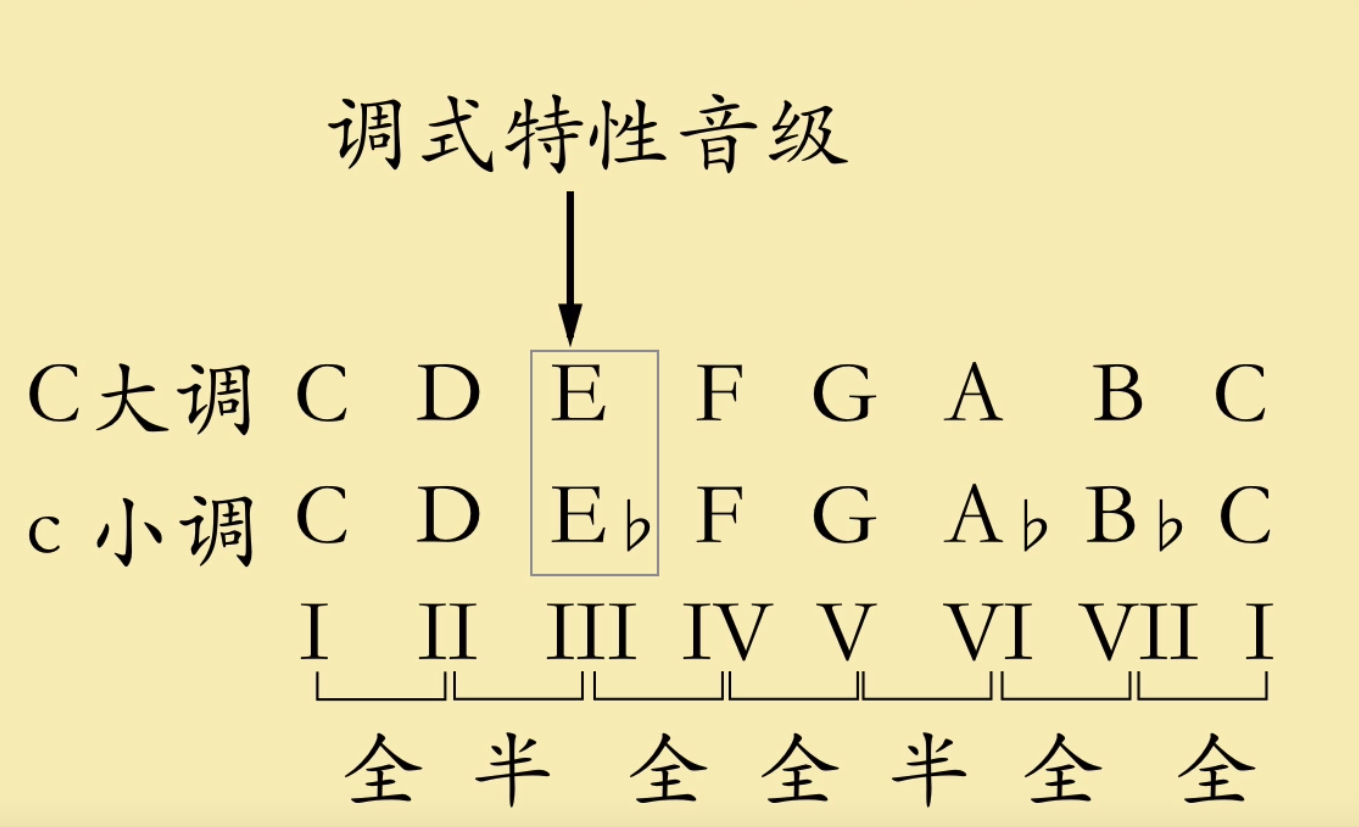 调式特性音级
C大调 C D E F G A B C
c 小调 C D E♭ F G A♭ B♭ C
I II III IV V VI VII I
全 半 全 全 半 全 全